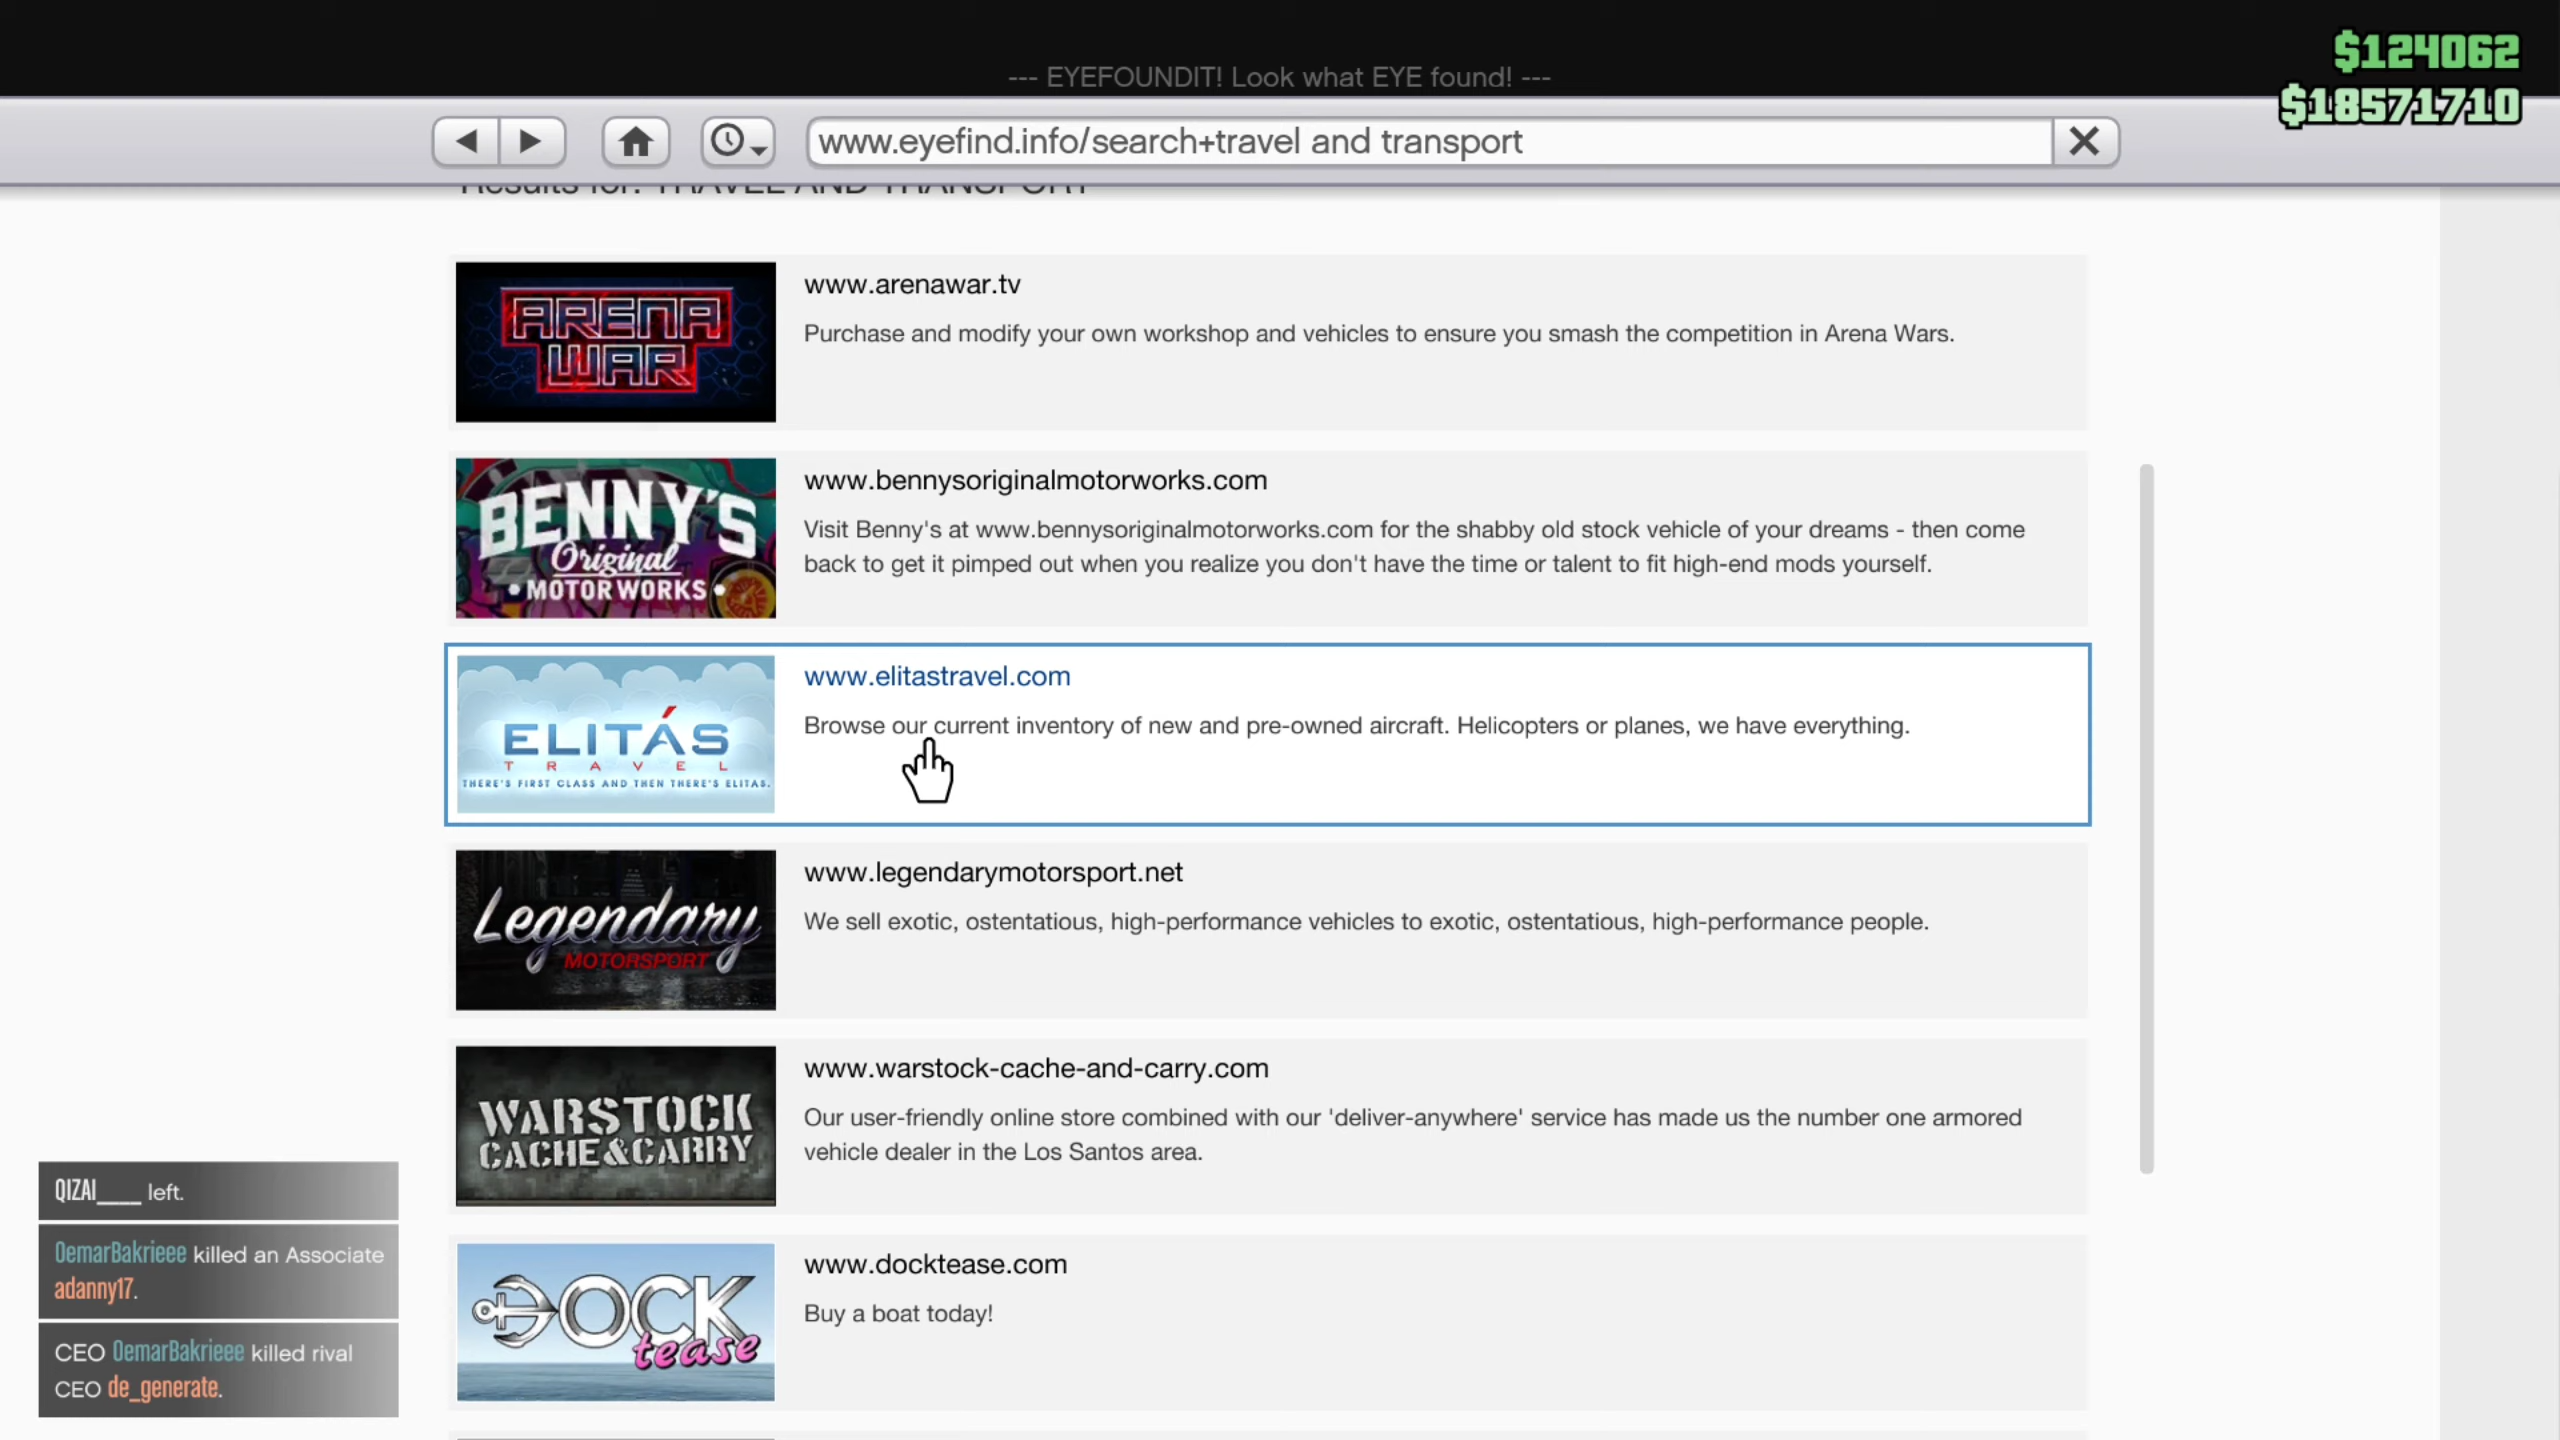 $124062
--- EYEFOUNDIT! Look what EYE found! ---
$18571710
www.eyefind.info/search+travel and transport
Results for: TRAVEL AND TRANSPORT
ARENA
WAR
www.arenawar.tv
Purchase and modify your own workshop and vehicles to ensure you smash the competition in Arena Wars.
BENNY'S
Original
MOTORWORKS
www.bennysoriginalmotorworks.com
Visit Benny's at www.bennysoriginalmotorworks.com for the shabby old stock vehicle of your dreams - then come
back to get it pimped out when you realize you don't have the time or talent to fit high-end mods yourself.
ELITÁS
TRAVEL
THERE'S FIRST CLASS AND THEN THERE'S ELITAS.
www.elitastravel.com
Browse our current inventory of new and pre-owned aircraft. Helicopters or planes, we have everything.
Legendary
MOTORSPORT
www.legendarymotorsport.net
We sell exotic, ostentatious, high-performance vehicles to exotic, ostentatious, high-performance people.
WARSTOCK
CACHE&CARRY
www.warstock-cache-and-carry.com
Our user-friendly online store combined with our 'deliver-anywhere' service has made us the number one armored
vehicle dealer in the Los Santos area.
DOCK
tease
www.docktease.com
Buy a boat today!
QIZAI____ left.
OemarBakrieee killed an Associate
adanny17.
CEO OemarBakrieee killed rival
CEO de_generate.